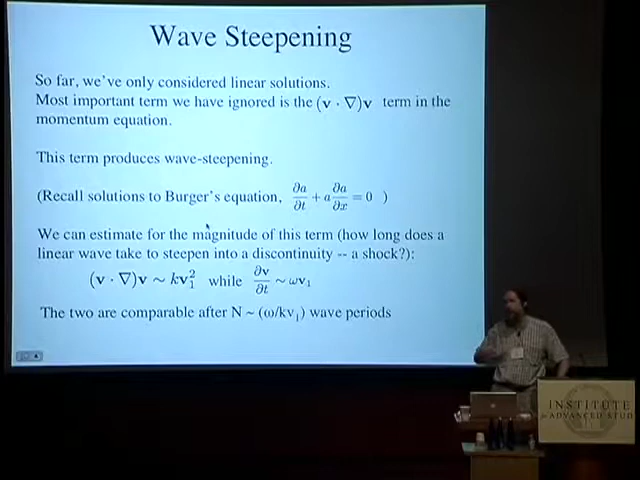 Wave Steepening
So far, we've only considered linear solutions.
Most important term we have ignored is the (v · ∇)v term in the
momentum equation.
This term produces wave-steepening.
(Recall solutions to Burger's equation, ∂a/∂t + a ∂a/∂x = 0 )
We can estimate for the magnitude of this term (how long does a
linear wave take to steepen into a discontinuity -- a shock?):
(v · ∇)v ~ kv₁² while ∂v/∂t ~ ωv₁
The two are comparable after N ~ (ω/kv₁) wave periods
INSTITUTE
ADVANCED STUD